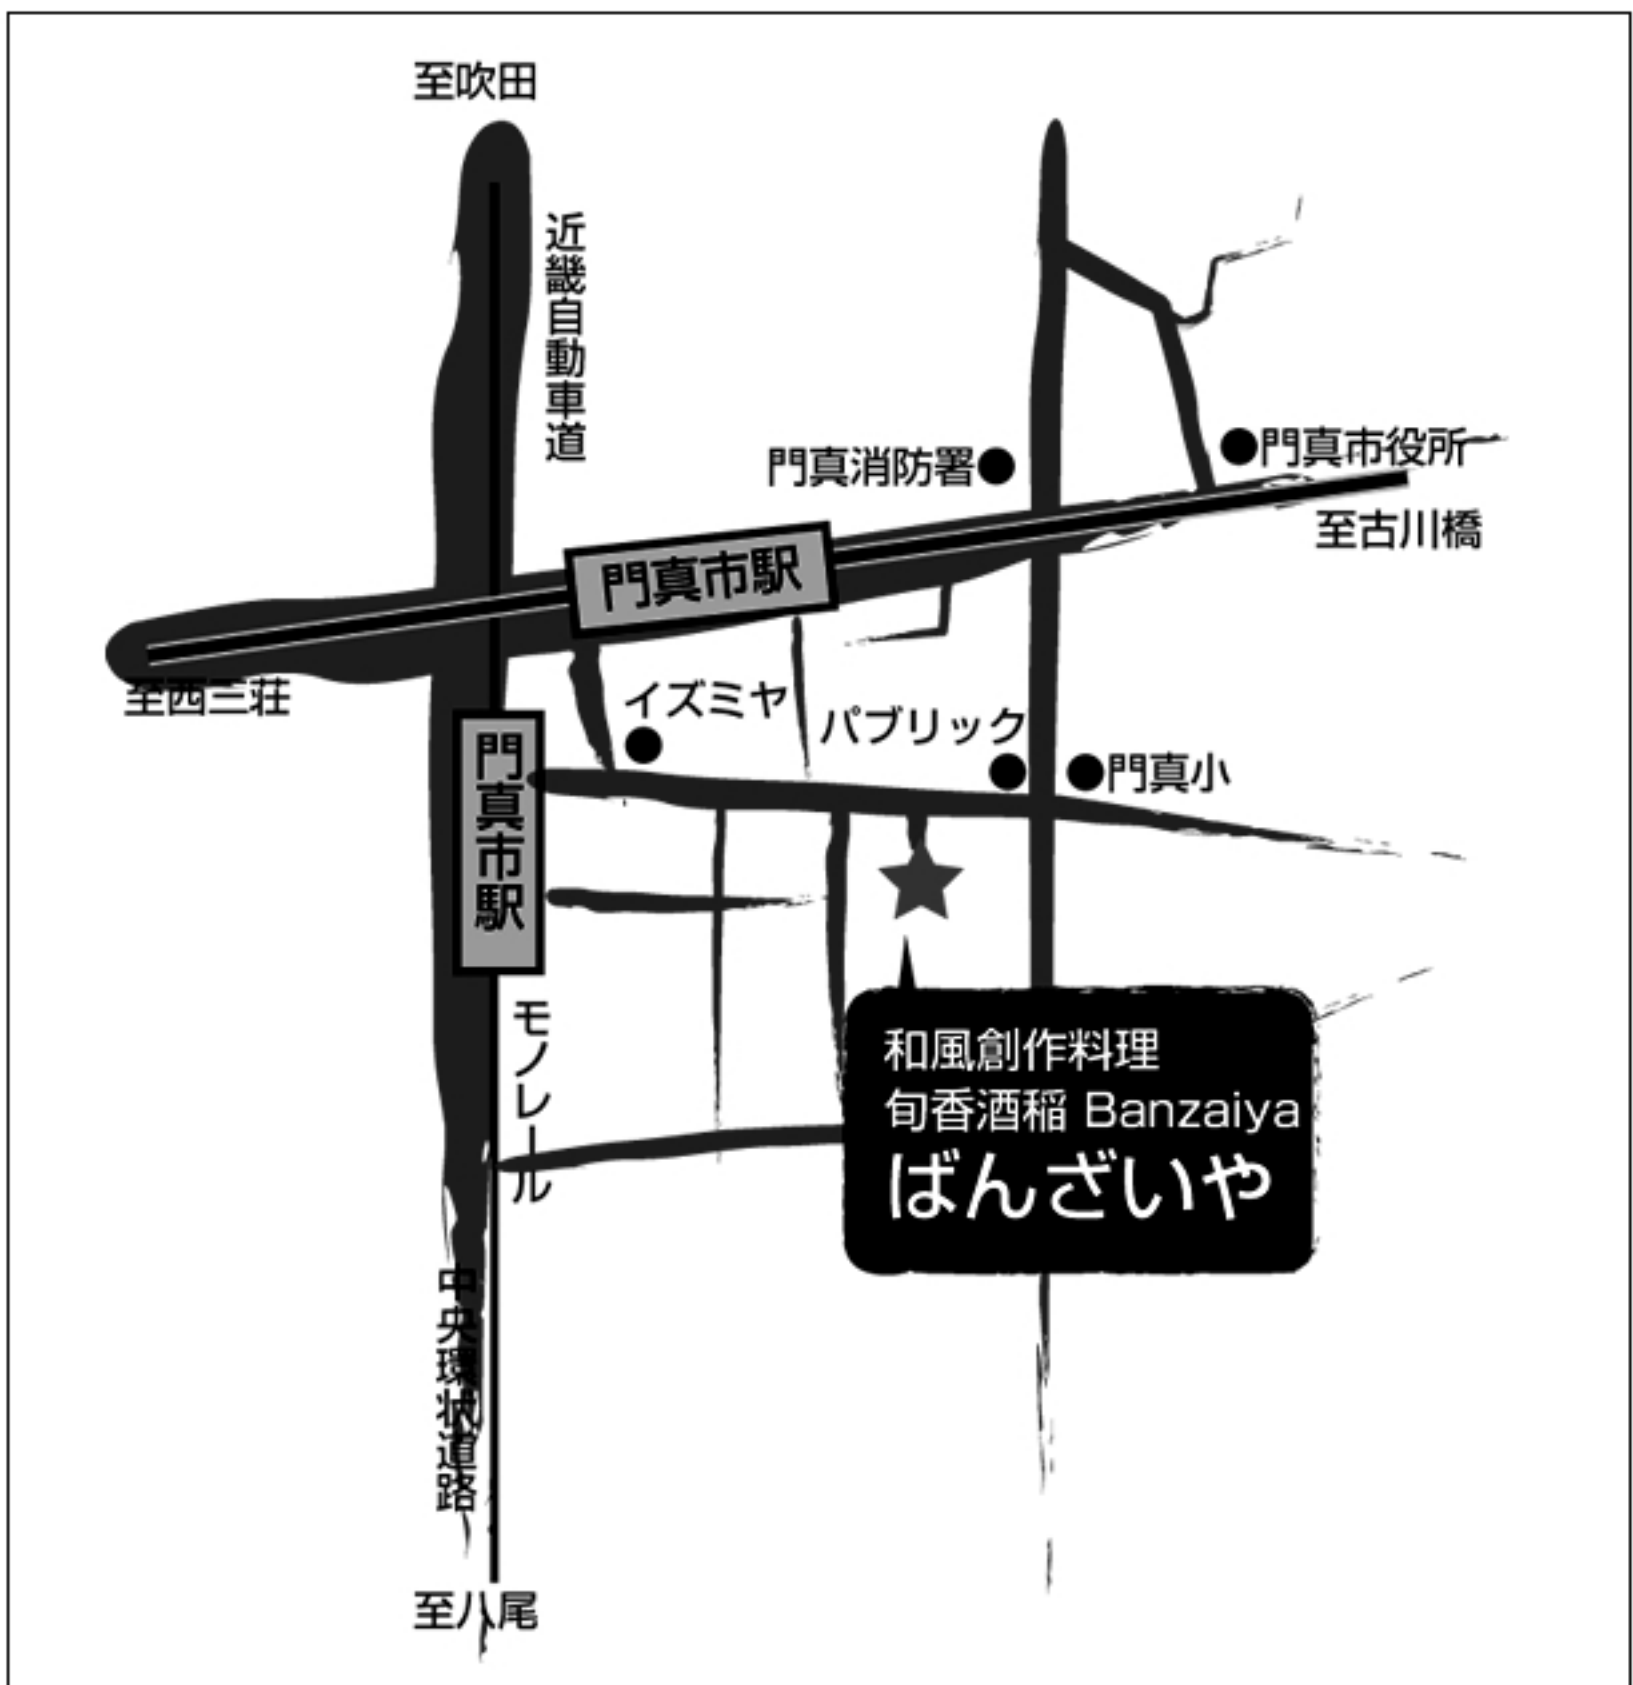 至吹田
近畿自動車道
門真消防署
門真市役所
至古川橋
門真市駅
至西三荘
イズミヤ
パブリック
門真小
門真市駅
モノレール
和風創作料理
旬香酒稲 Banzaiya
ばんざいや
中央環状道路
至八尾